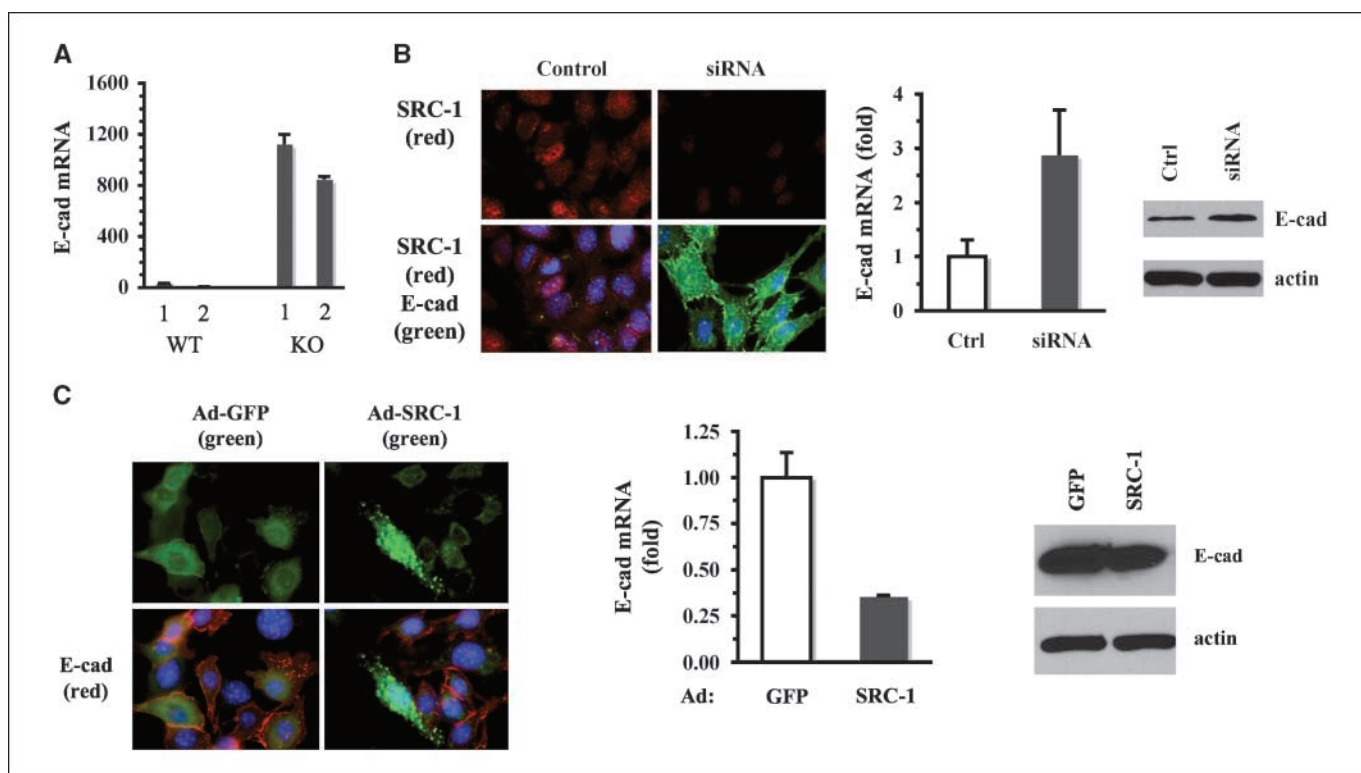 A
1600
1200
800
400
0
E-cad mRNA
1 2 1 2
WT KO
B
Control siRNA
SRC-1
(red)
SRC-1
(red)
E-cad
(green)
E-cad mRNA (fold)
4
3
2
1
0
Ctrl siRNA
Ctrl siRNA
E-cad
actin
C
Ad-GFP
(green)
Ad-SRC-1
(green)
E-cad
(red)
E-cad mRNA
(fold)
1.25
1.00
0.75
0.50
0.25
0.00
Ad: GFP SRC-1
GFP SRC-1
E-cad
actin